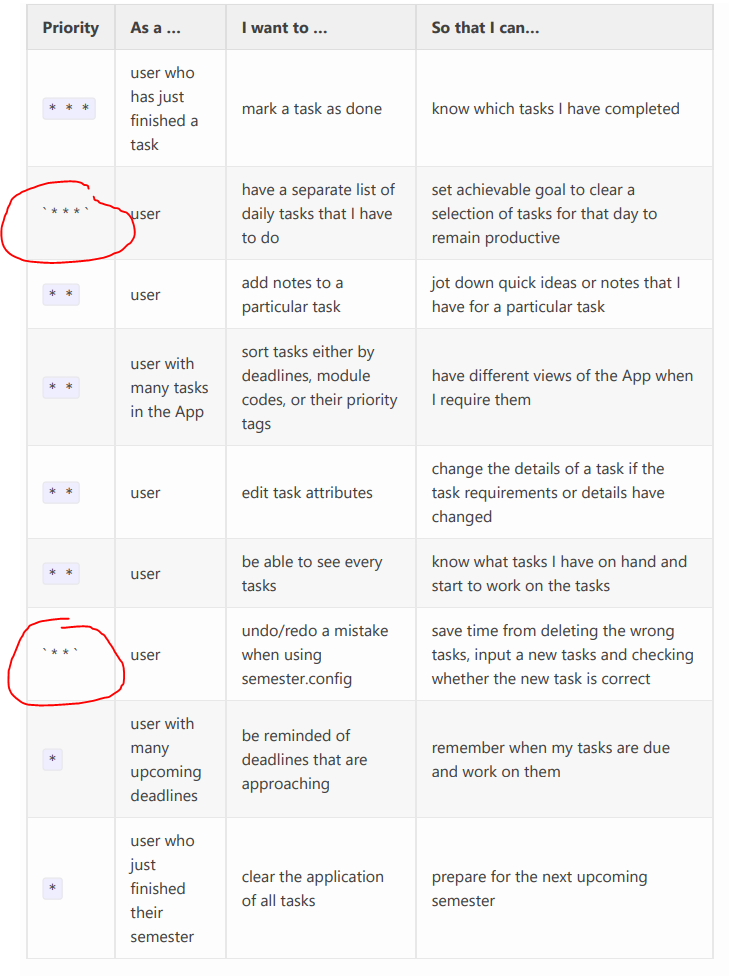 Priority As a ... I want to ... So that I can...
user who
has just
* * * finished a mark a task as done know which tasks I have completed
task
have a separate list of set achievable goal to clear a
`* * *` user daily tasks that I have selection of tasks for that day to
to do remain productive
* * user add notes to a jot down quick ideas or notes that I
particular task have for a particular task
sort tasks either by
user with deadlines, module have different views of the App when
* * many tasks codes, or their priority I require them
in the App tags
change the details of a task if the
* * user edit task attributes task requirements or details have
changed
* * user be able to see every know what tasks I have on hand and
tasks start to work on the tasks
undo/redo a mistake save time from deleting the wrong
`* *` user when using tasks, input a new tasks and checking
semester.config whether the new task is correct
user with
many be reminded of remember when my tasks are due
* upcoming deadlines that are and work on them
deadlines approaching
user who
just
* finished clear the application prepare for the next upcoming
their of all tasks semester
semester